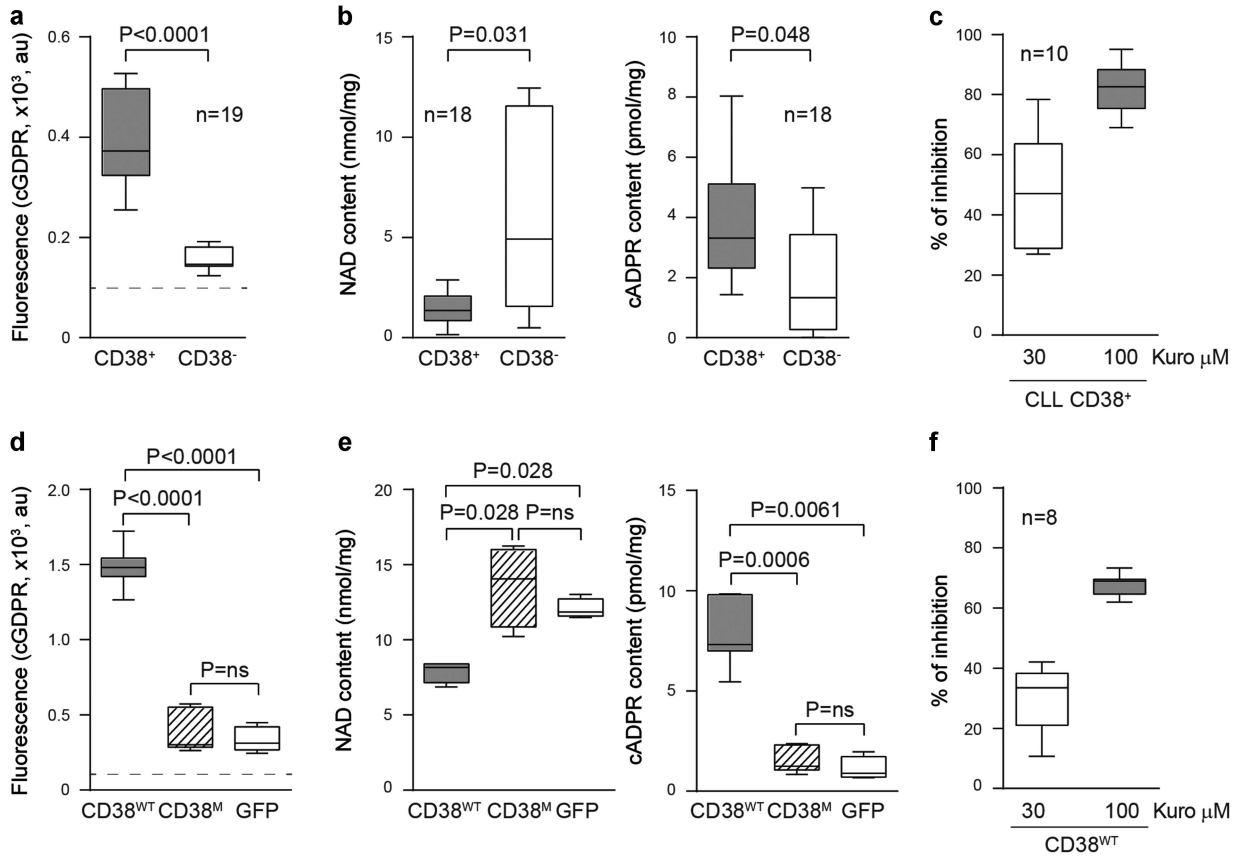 a
P<0.0001
Fluorescence (cGDPR, x10³, au)
0.6
0.4
0.2
0
n=19
CD38⁺ CD38⁻
b
P=0.031
NAD content (nmol/mg)
15
10
5
0
n=18
CD38⁺ CD38⁻
P=0.048
cADPR content (pmol/mg)
10
8
6
4
2
0
n=18
CD38⁺ CD38⁻
c
% of inhibition
100
80
60
40
20
0
n=10
30 100 Kuro μM
CLL CD38⁺
d
P<0.0001
P<0.0001
Fluorescence (cGDPR, x10³, au)
2.0
1.5
1.0
0.5
0
P=ns
CD38ᵂᵀ CD38ᴹ GFP
e
P=0.028
P=0.028 P=ns
NAD content (nmol/mg)
20
15
10
5
0
CD38ᵂᵀ CD38ᴹ GFP
P=0.0061
P=0.0006
cADPR content (pmol/mg)
15
10
5
0
P=ns
CD38ᵂᵀ CD38ᴹ GFP
f
% of inhibition
100
80
60
40
20
0
n=8
30 100 Kuro μM
CD38ᵂᵀ